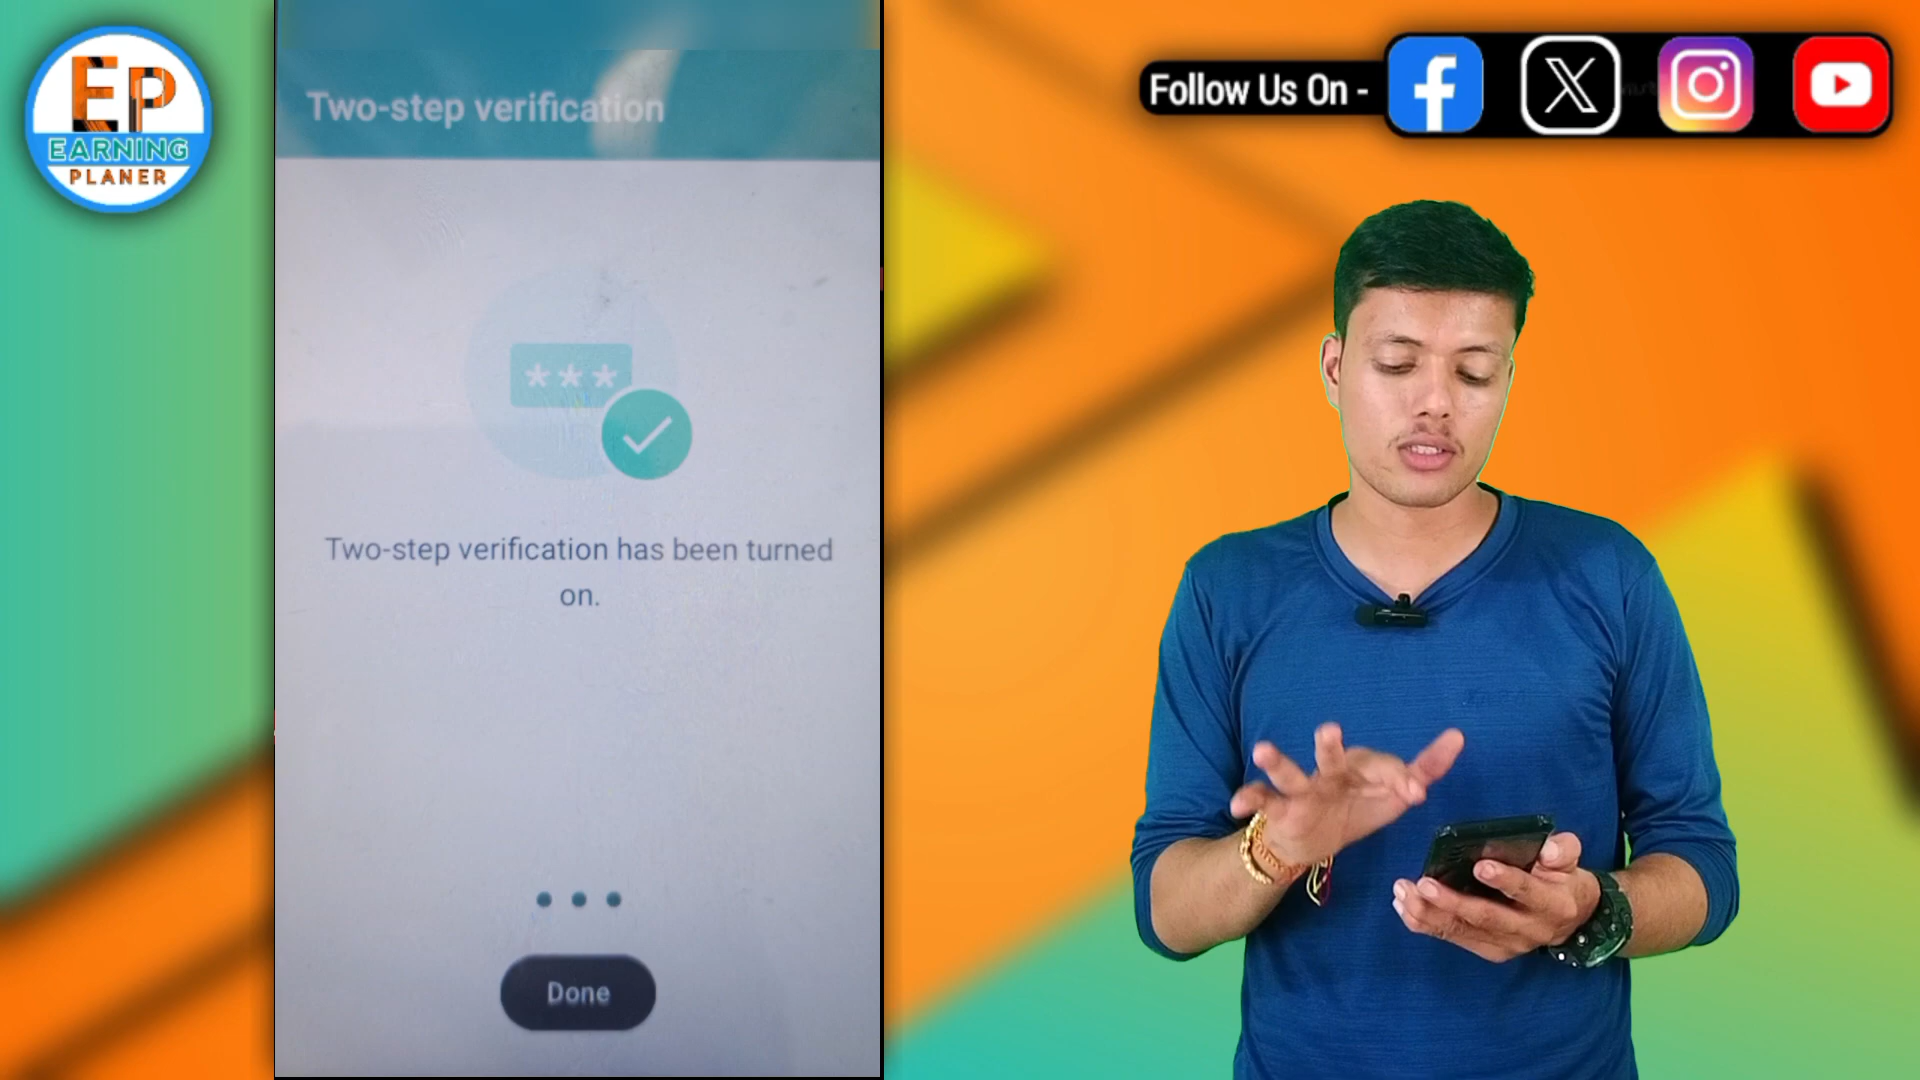 EP
EARNING
PLANER
Two-step verification
***
Two-step verification has been turned
on.
Done
Follow Us On -